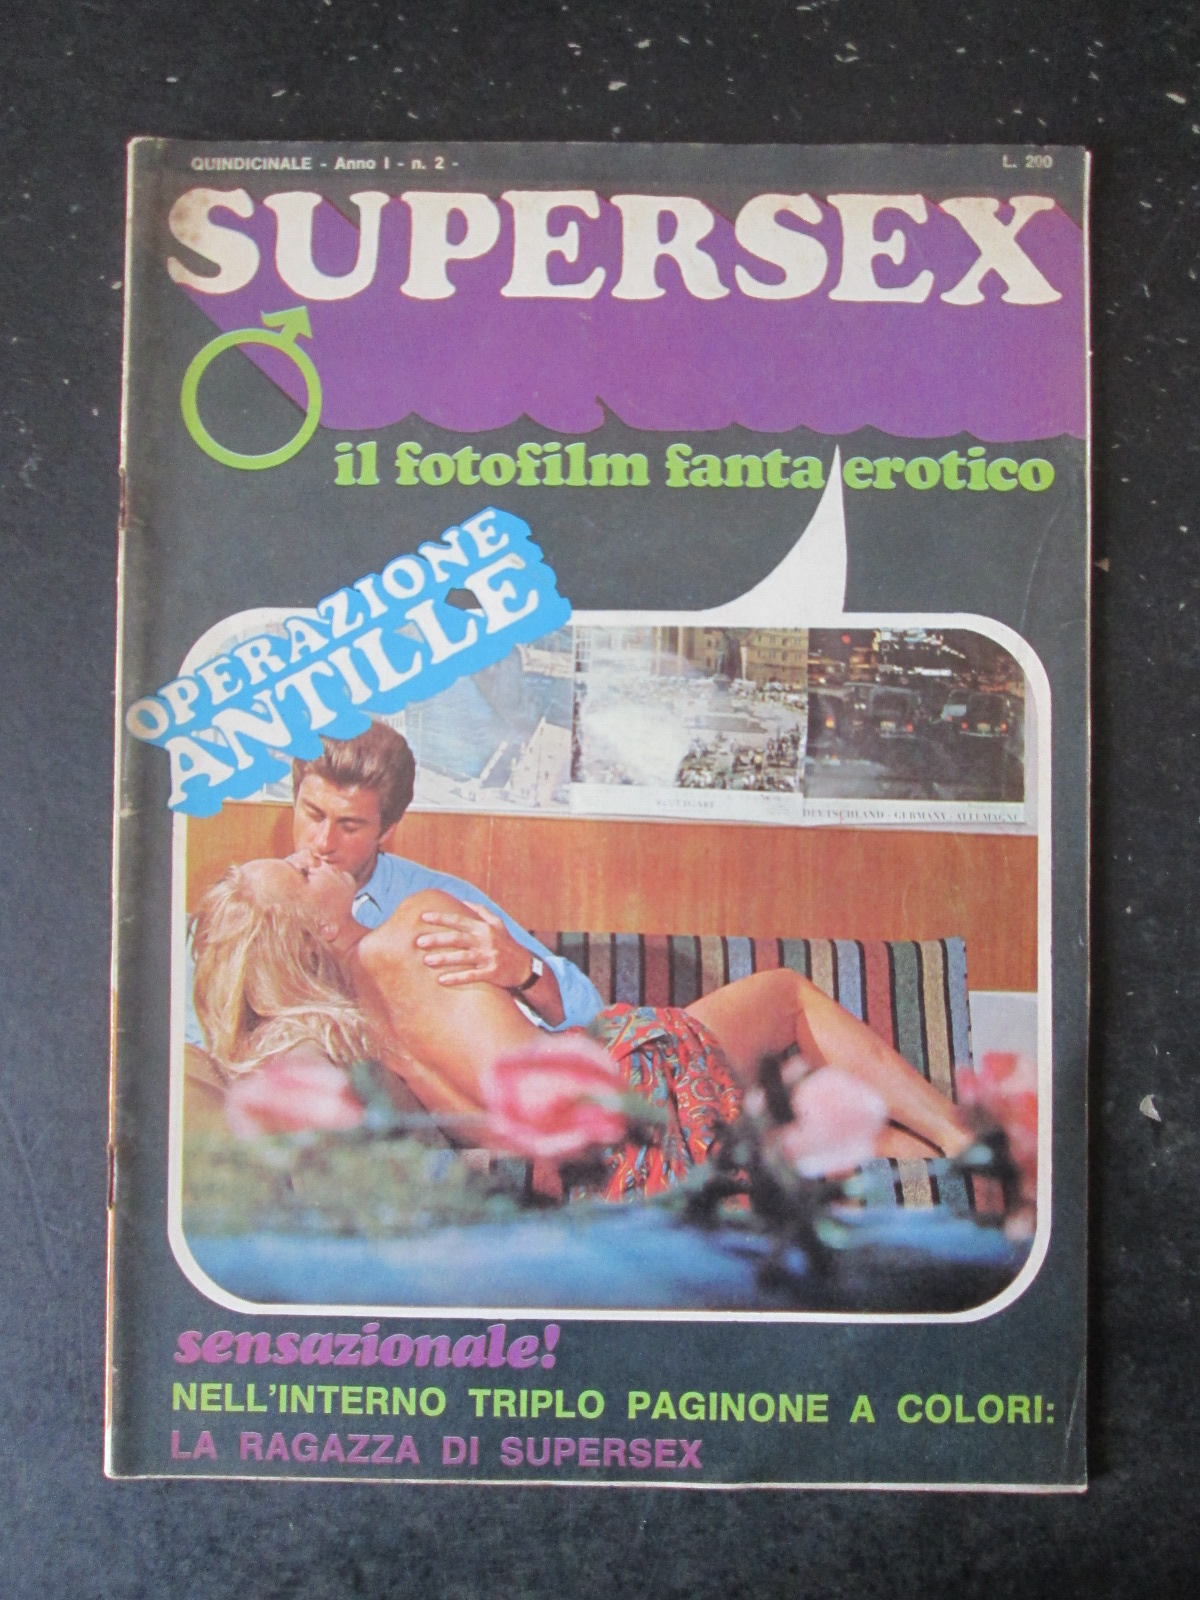 QUINDICINALE - Anno I - n. 2 -
L. 200
SUPERSEX
il fotofilm fanta erotico
OPERAZIONE
ANTILLE
STUTTGART
DEUTSCHLAND - GERMANY - ALLEMAGNE
sensazionale!
NELL'INTERNO TRIPLO PAGINONE A COLORI:
LA RAGAZZA DI SUPERSEX